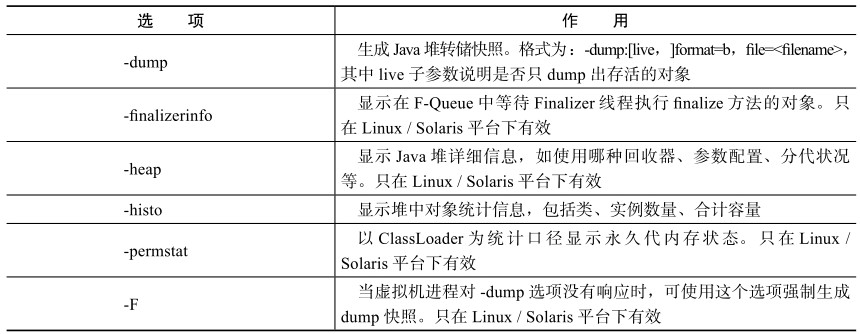 选 项 作 用
-dump 生成 Java 堆转储快照。格式为：-dump:[live，]format=b，file=<filename>，
其中 live 子参数说明是否只 dump 出存活的对象
-finalizerinfo 显示在 F-Queue 中等待 Finalizer 线程执行 finalize 方法的对象。只
在 Linux / Solaris 平台下有效
-heap 显示 Java 堆详细信息，如使用哪种回收器、参数配置、分代状况
等。只在 Linux / Solaris 平台下有效
-histo 显示堆中对象统计信息，包括类、实例数量、合计容量
-permstat 以 ClassLoader 为统计口径显示永久代内存状态。只在 Linux /
Solaris 平台下有效
-F 当虚拟机进程对 -dump 选项没有响应时，可使用这个选项强制生成
dump 快照。只在 Linux / Solaris 平台下有效